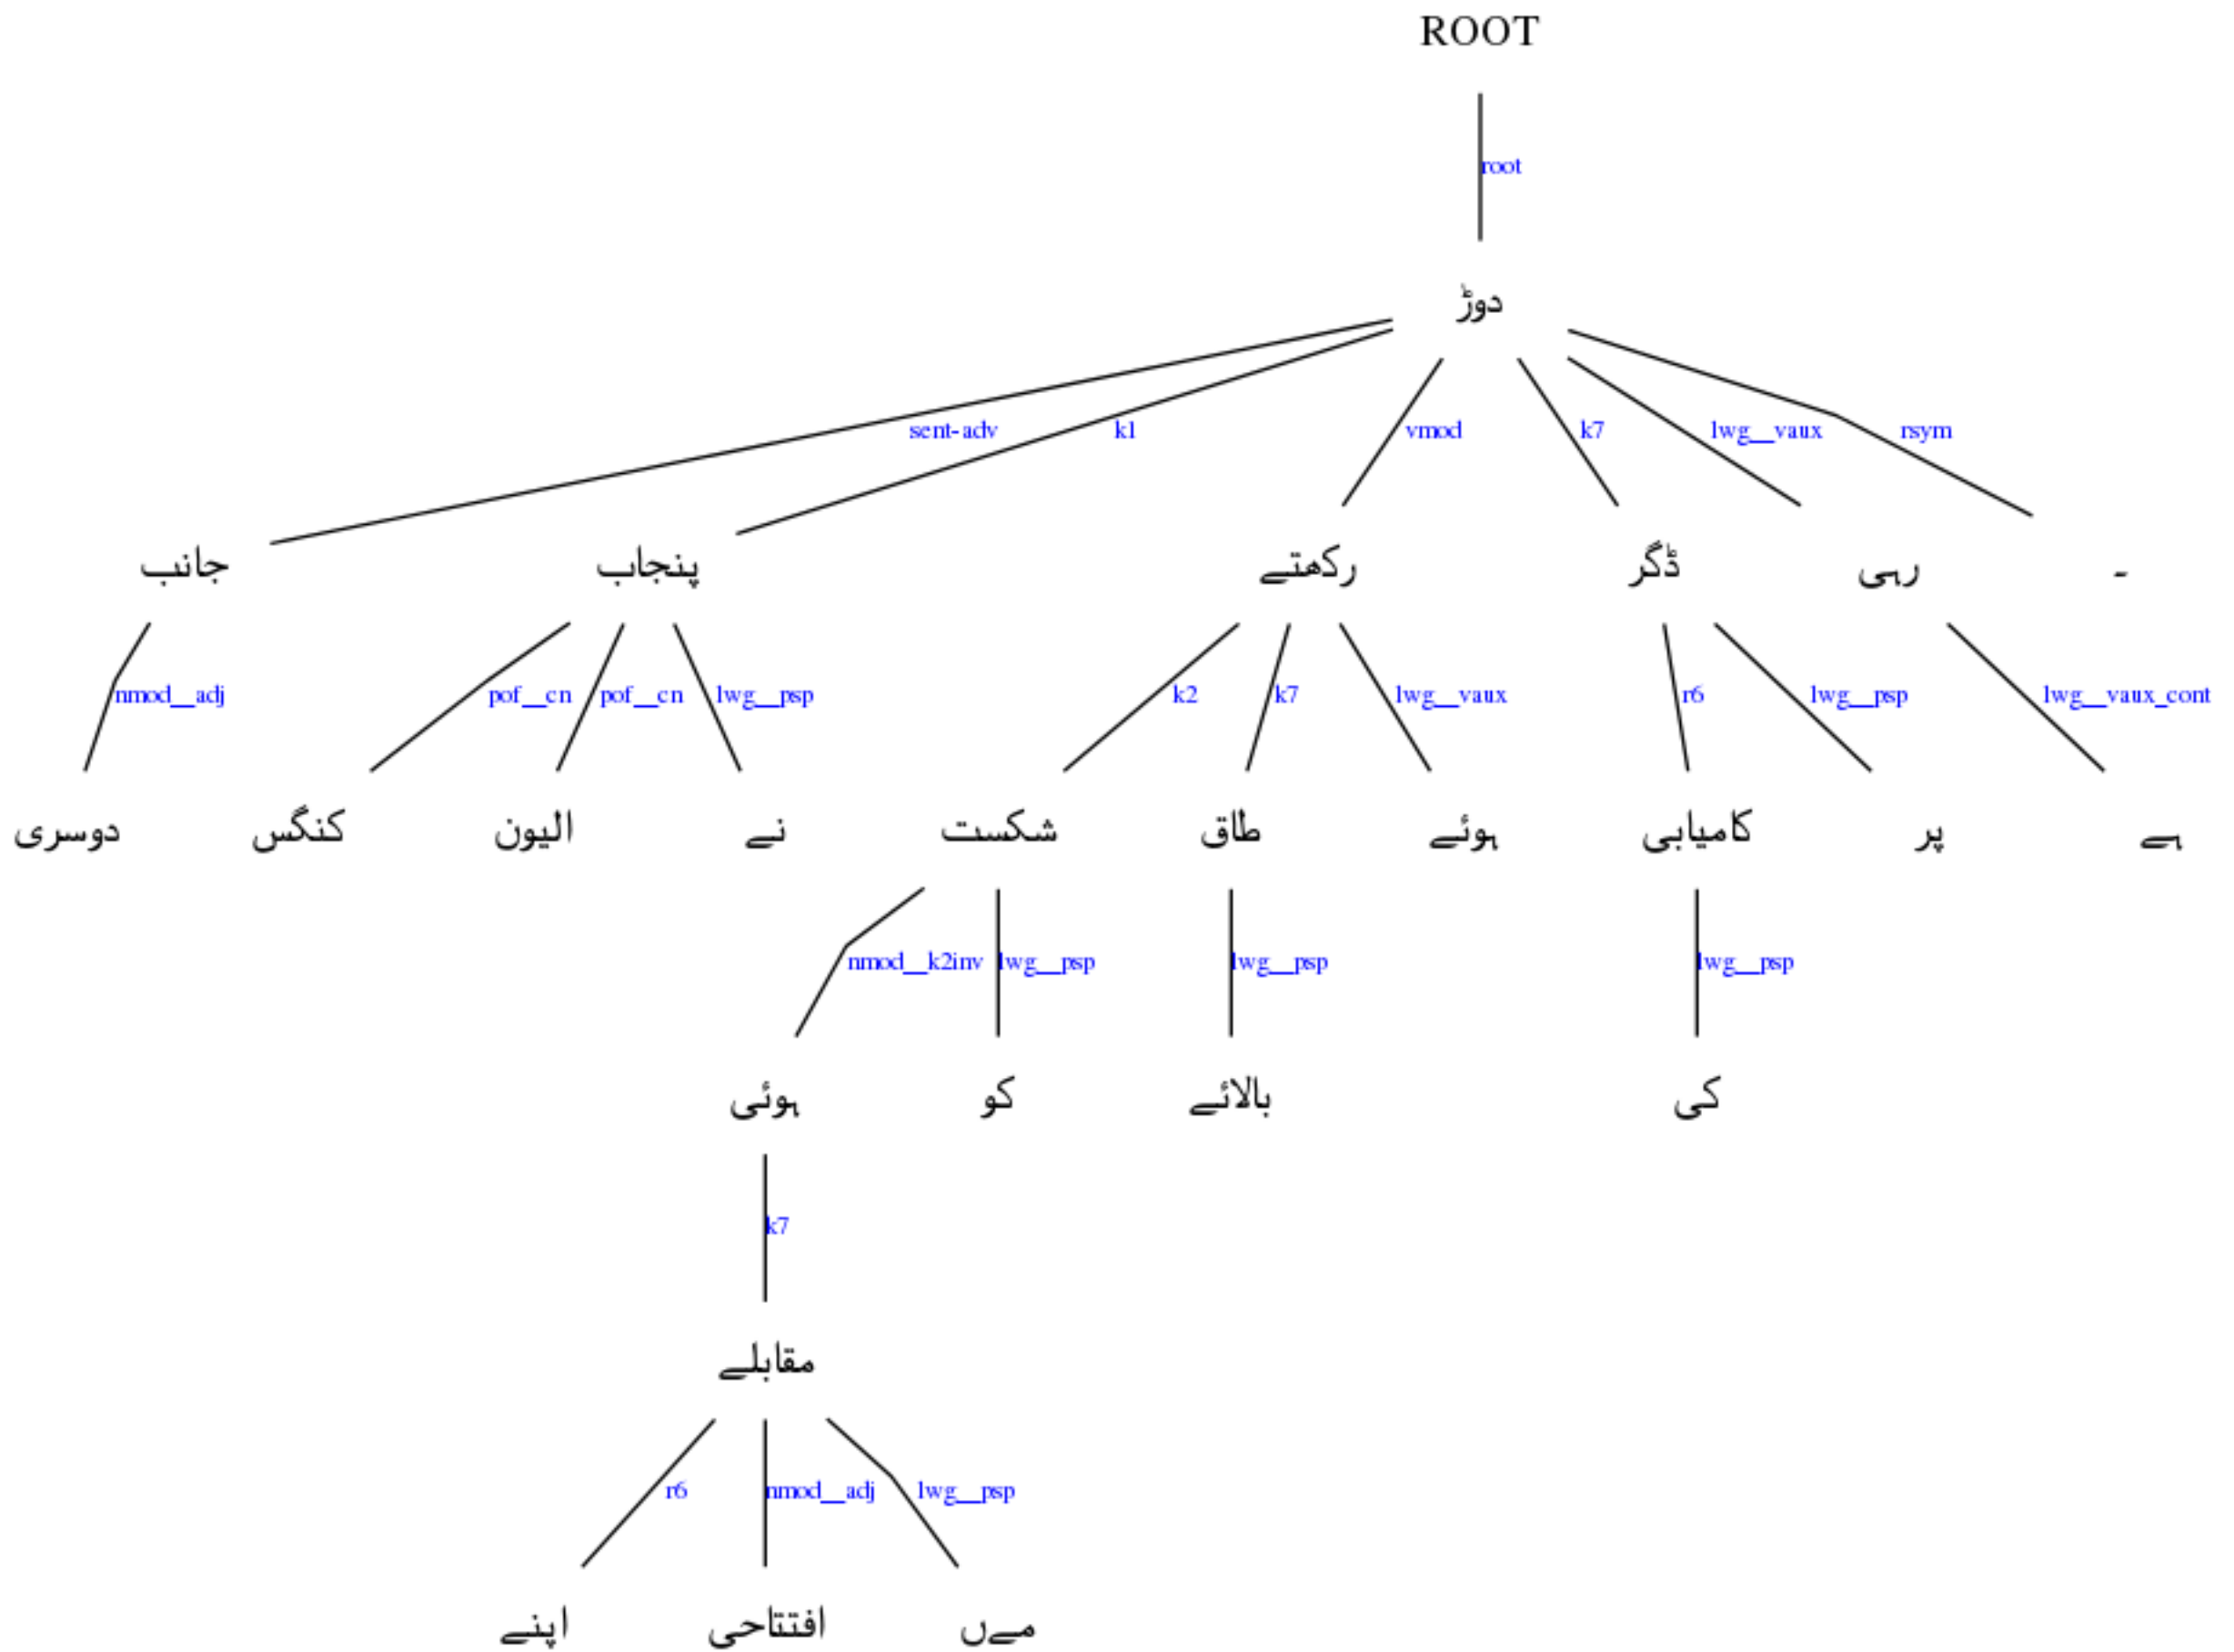 ROOT
root
دوڑ
sent-adv k1 vmod k7 lwg__vaux rsym
جانب پنجاب رکھتے ڈگر رہی ۔
nmod__adj pof__cn pof__cn lwg__psp k2 k7 lwg__vaux r6 lwg__psp lwg__vaux_cont
دوسری کنگس الیون نے شکست طاق ہوئے کامیابی پر ہے
nmod__k2inv lwg__psp lwg__psp lwg__psp
ہوئی کو بالائے کی
k7
مقابلے
r6 nmod__adj lwg__psp
اپنے افتتاحی مےں